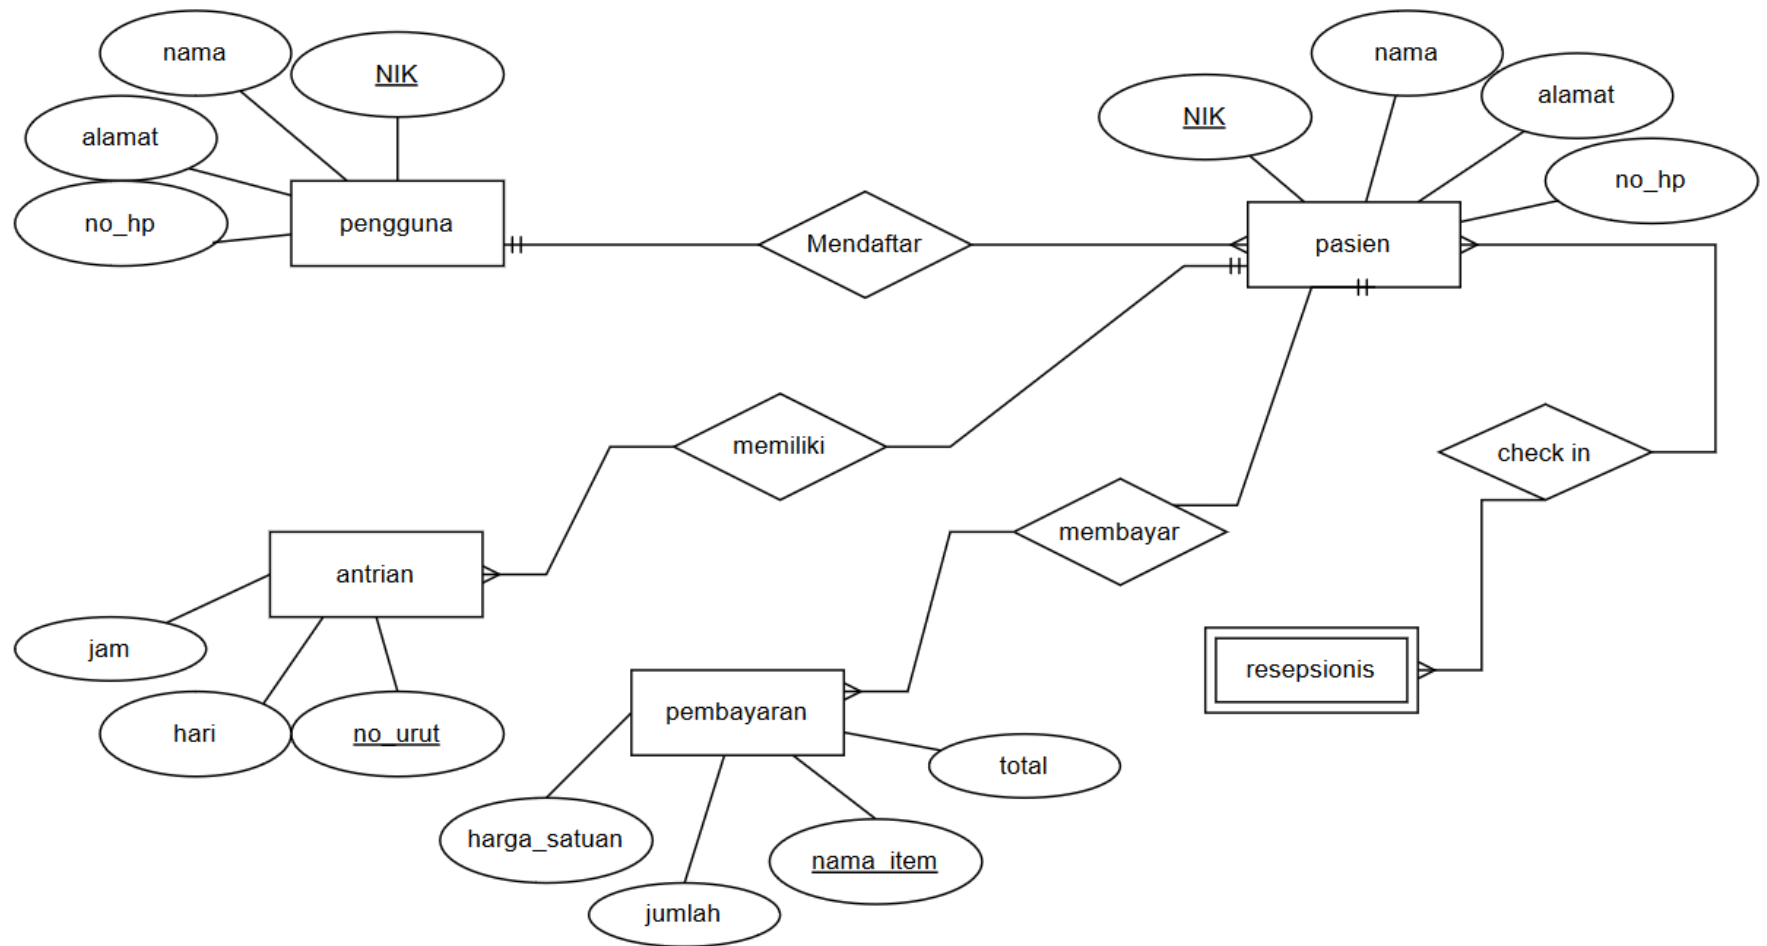 nama
NIK
nama
alamat
NIK
alamat
no_hp
no_hp
pengguna
Mendaftar
pasien
memiliki
check in
membayar
antrian
jam
resepsionis
hari
no_urut
pembayaran
total
harga_satuan
nama_item
jumlah